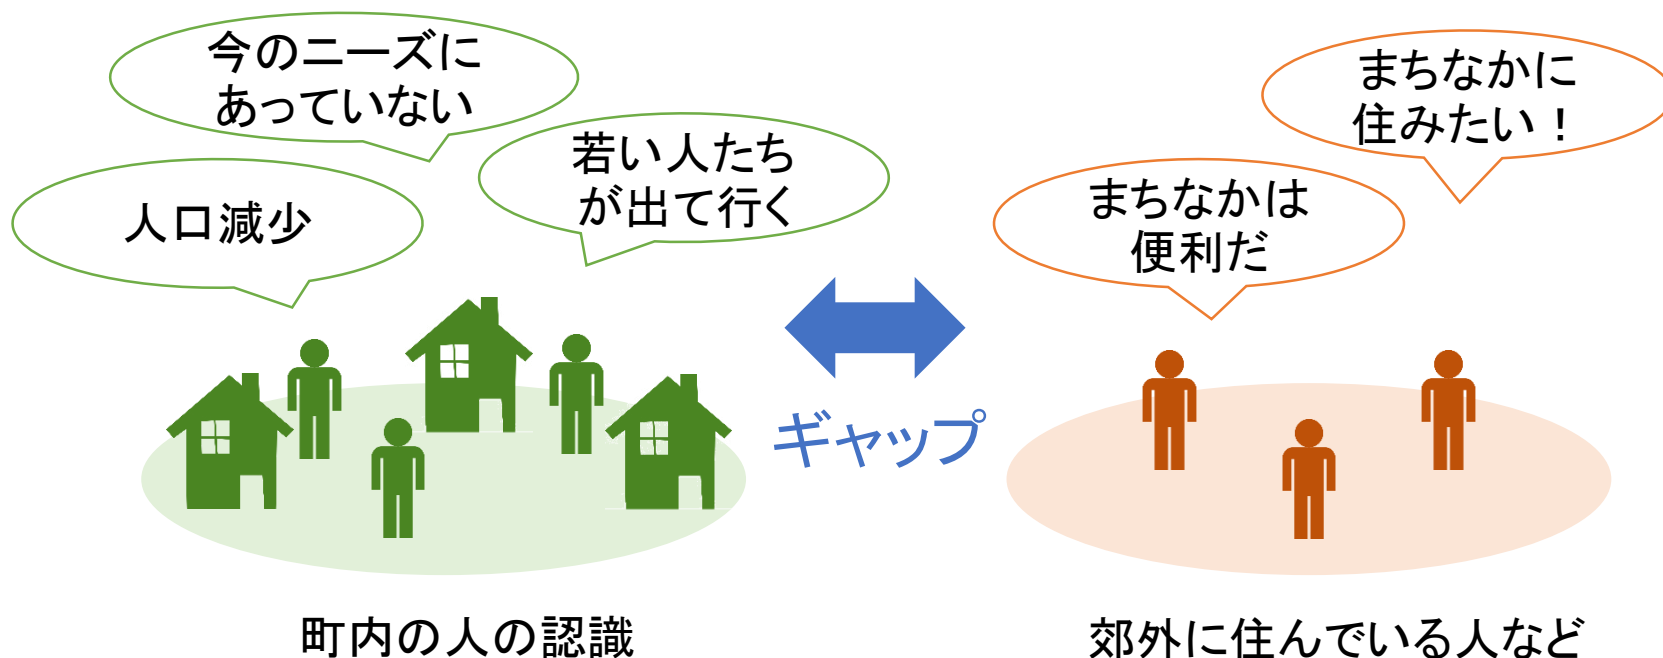 今のニーズに
あっていない
若い人たち
が出て行く
人口減少
まちなかに
住みたい！
まちなかは
便利だ
ギャップ
町内の人の認識
郊外に住んでいる人など